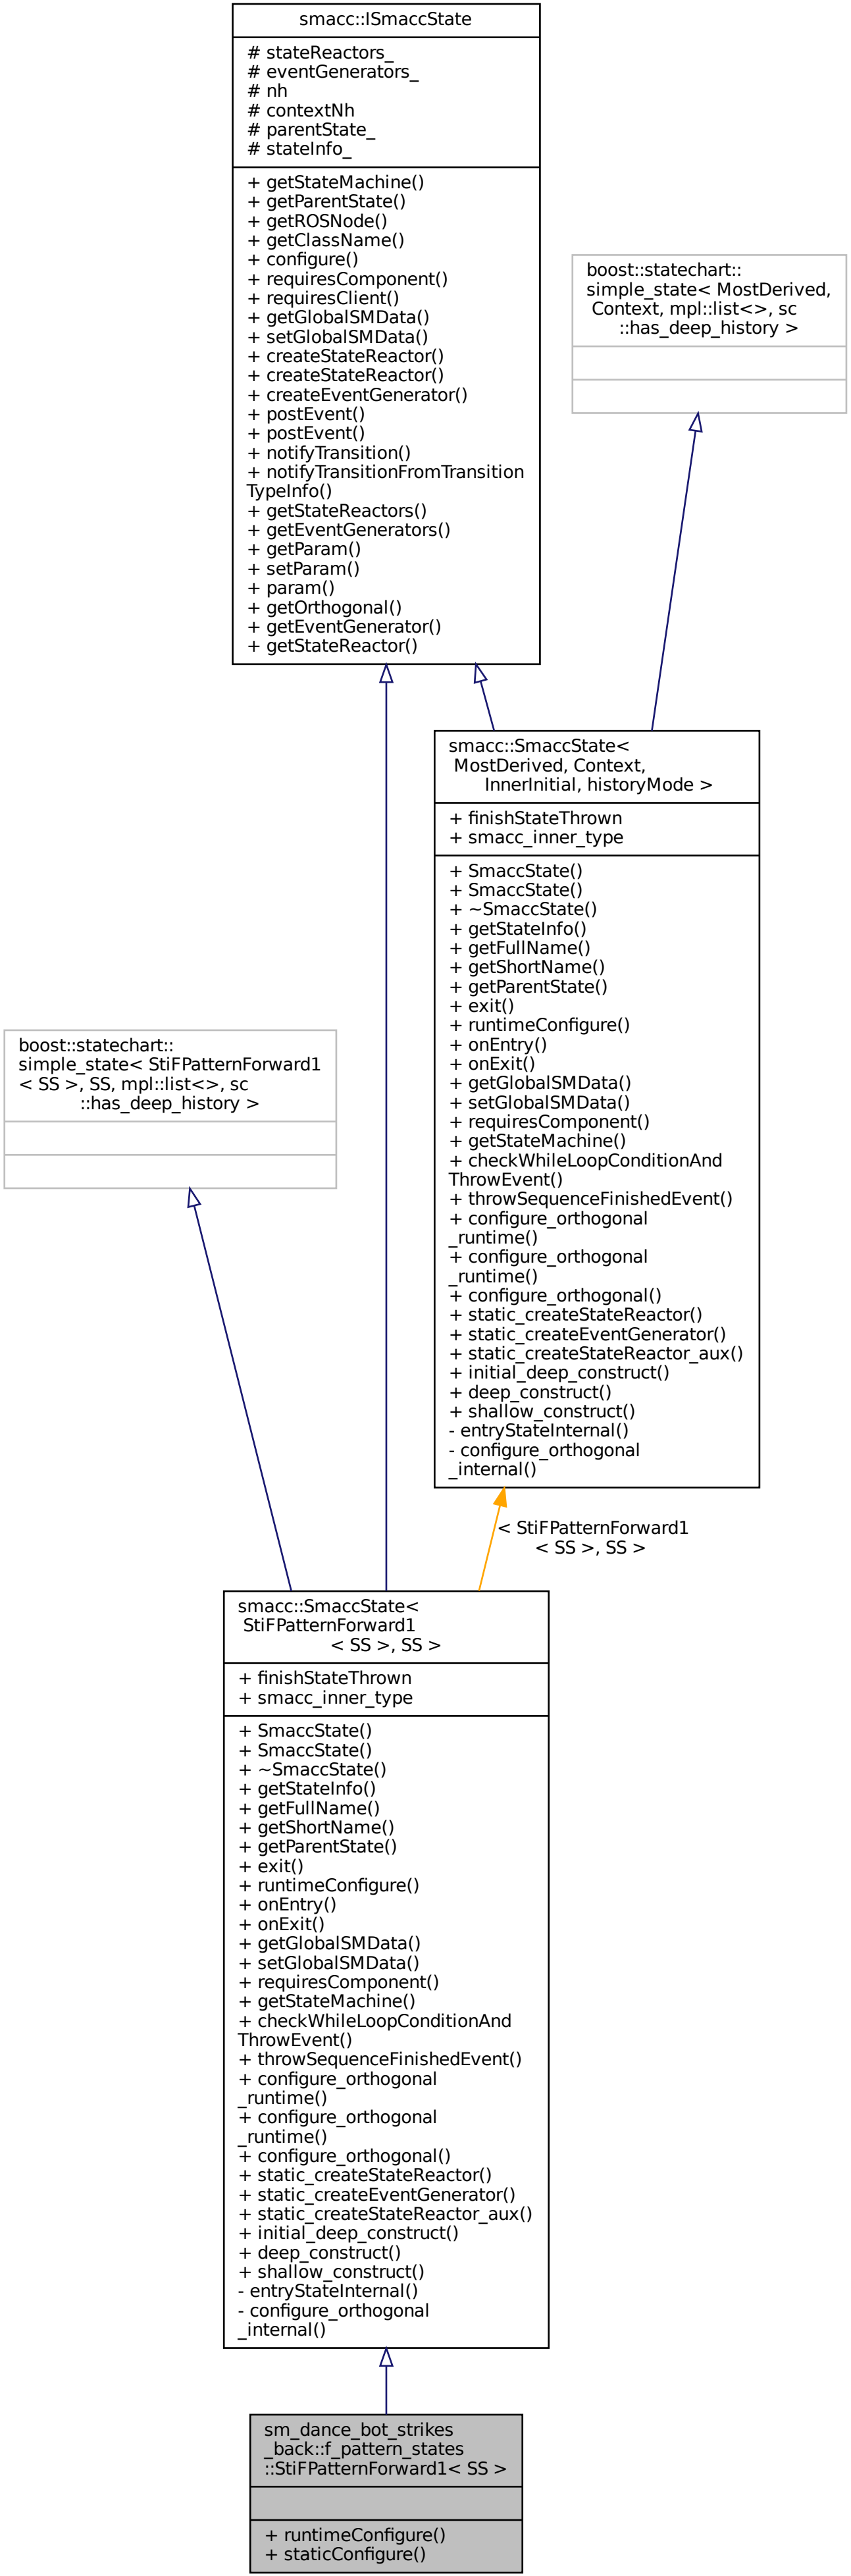 smacc::ISmaccState
# stateReactors_
# eventGenerators_
# nh
# contextNh
# parentState_
# stateInfo_
+ getStateMachine()
+ getParentState()
+ getROSNode()
+ getClassName()
+ configure()
+ requiresComponent()
+ requiresClient()
+ getGlobalSMData()
+ setGlobalSMData()
+ createStateReactor()
+ createStateReactor()
+ createEventGenerator()
+ postEvent()
+ postEvent()
+ notifyTransition()
+ notifyTransitionFromTransition
TypeInfo()
+ getStateReactors()
+ getEventGenerators()
+ getParam()
+ setParam()
+ param()
+ getOrthogonal()
+ getEventGenerator()
+ getStateReactor()
boost::statechart::
simple_state< MostDerived,
Context, mpl::list<>, sc
::has_deep_history >
smacc::SmaccState<
MostDerived, Context,
InnerInitial, historyMode >
+ finishStateThrown
+ smacc_inner_type
+ SmaccState()
+ SmaccState()
+ ~SmaccState()
+ getStateInfo()
+ getFullName()
+ getShortName()
+ getParentState()
+ exit()
+ runtimeConfigure()
+ onEntry()
+ onExit()
+ getGlobalSMData()
+ setGlobalSMData()
+ requiresComponent()
+ getStateMachine()
+ checkWhileLoopConditionAnd
ThrowEvent()
+ throwSequenceFinishedEvent()
+ configure_orthogonal
_runtime()
+ configure_orthogonal
_runtime()
+ configure_orthogonal()
+ static_createStateReactor()
+ static_createEventGenerator()
+ static_createStateReactor_aux()
+ initial_deep_construct()
+ deep_construct()
+ shallow_construct()
- entryStateInternal()
- configure_orthogonal
_internal()
boost::statechart::
simple_state< StiFPatternForward1
< SS >, SS, mpl::list<>, sc
::has_deep_history >
< StiFPatternForward1
< SS >, SS >
smacc::SmaccState<
StiFPatternForward1
< SS >, SS >
+ finishStateThrown
+ smacc_inner_type
+ SmaccState()
+ SmaccState()
+ ~SmaccState()
+ getStateInfo()
+ getFullName()
+ getShortName()
+ getParentState()
+ exit()
+ runtimeConfigure()
+ onEntry()
+ onExit()
+ getGlobalSMData()
+ setGlobalSMData()
+ requiresComponent()
+ getStateMachine()
+ checkWhileLoopConditionAnd
ThrowEvent()
+ throwSequenceFinishedEvent()
+ configure_orthogonal
_runtime()
+ configure_orthogonal
_runtime()
+ configure_orthogonal()
+ static_createStateReactor()
+ static_createEventGenerator()
+ static_createStateReactor_aux()
+ initial_deep_construct()
+ deep_construct()
+ shallow_construct()
- entryStateInternal()
- configure_orthogonal
_internal()
sm_dance_bot_strikes
_back::f_pattern_states
::StiFPatternForward1< SS >
+ runtimeConfigure()
+ staticConfigure()